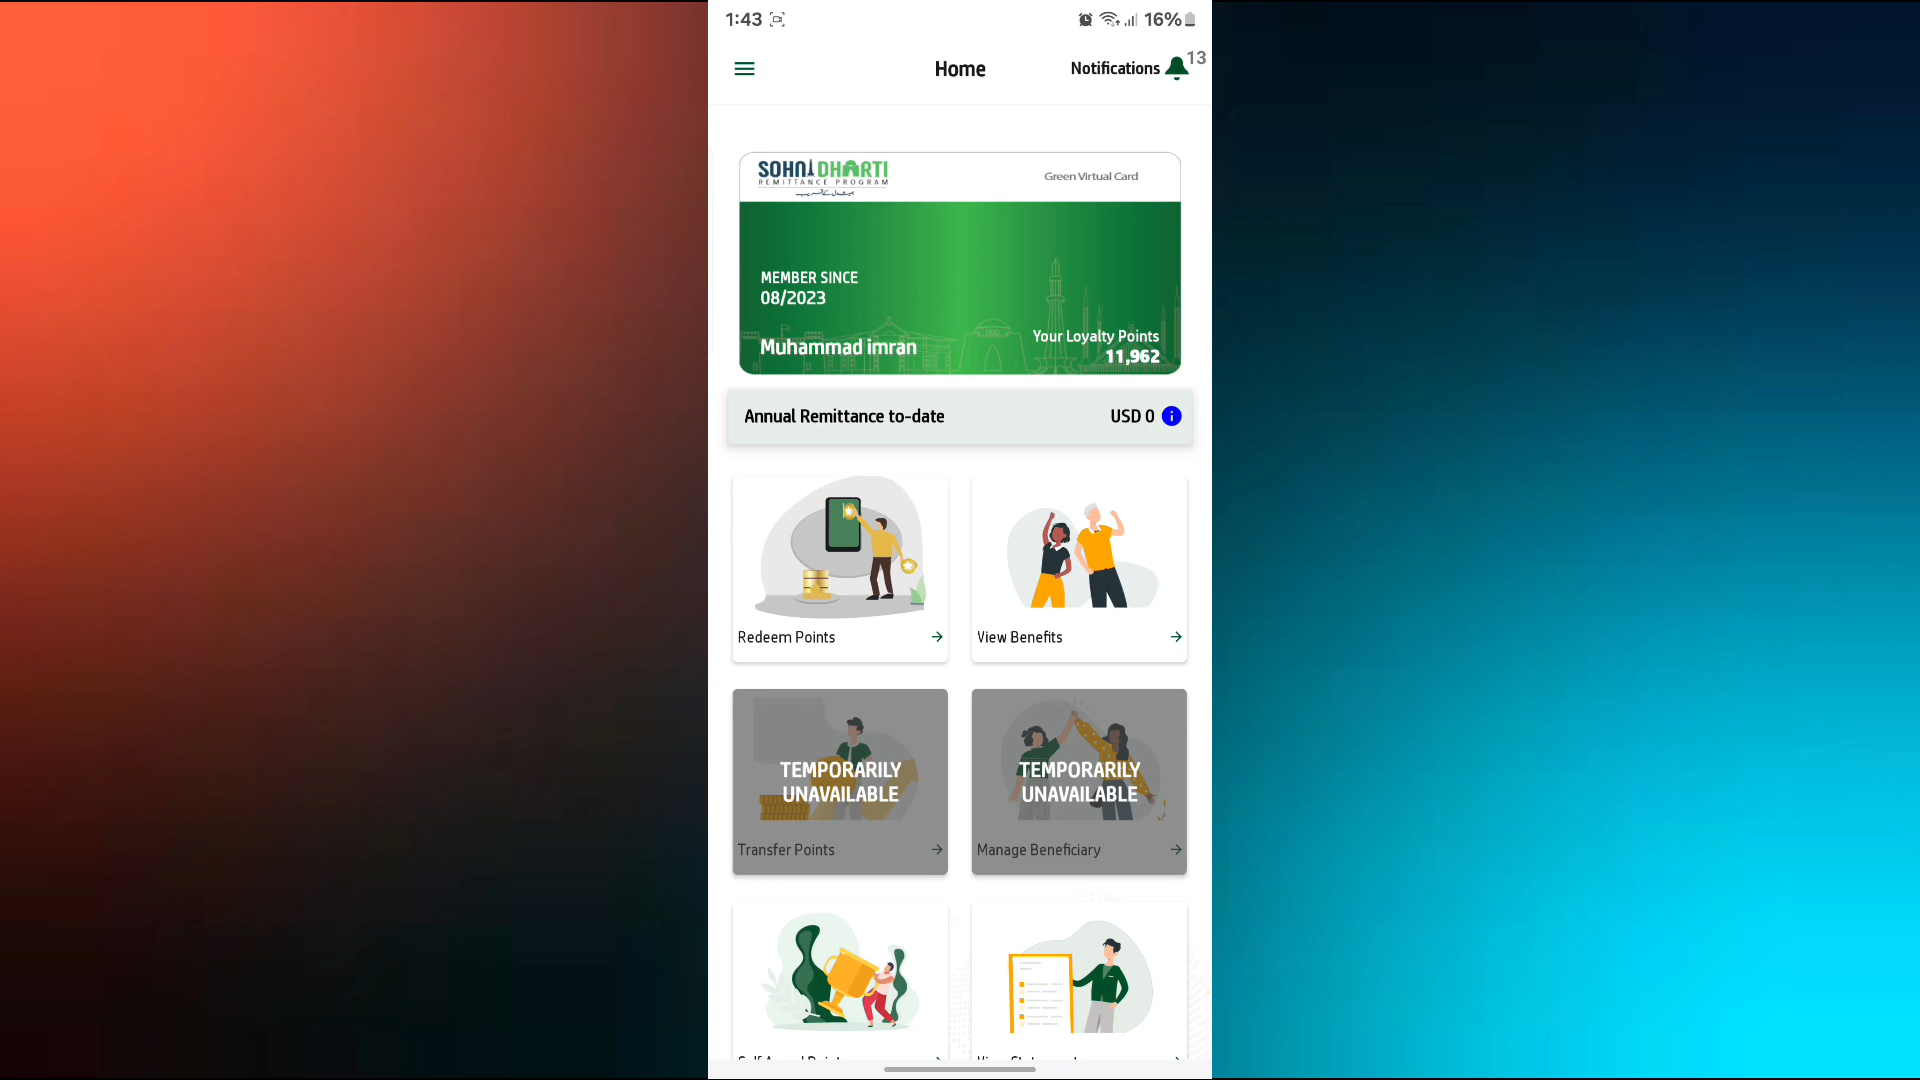 1:43
16%
Home
Notifications
13
SOHNI DHARTI
REMITTANCE PROGRAM
Green Virtual Card
MEMBER SINCE
08/2023
Muhammad imran
Your Loyalty Points
11,962
Annual Remittance to-date
USD 0
Redeem Points
View Benefits
TEMPORARILY
UNAVAILABLE
Transfer Points
TEMPORARILY
UNAVAILABLE
Manage Beneficiary